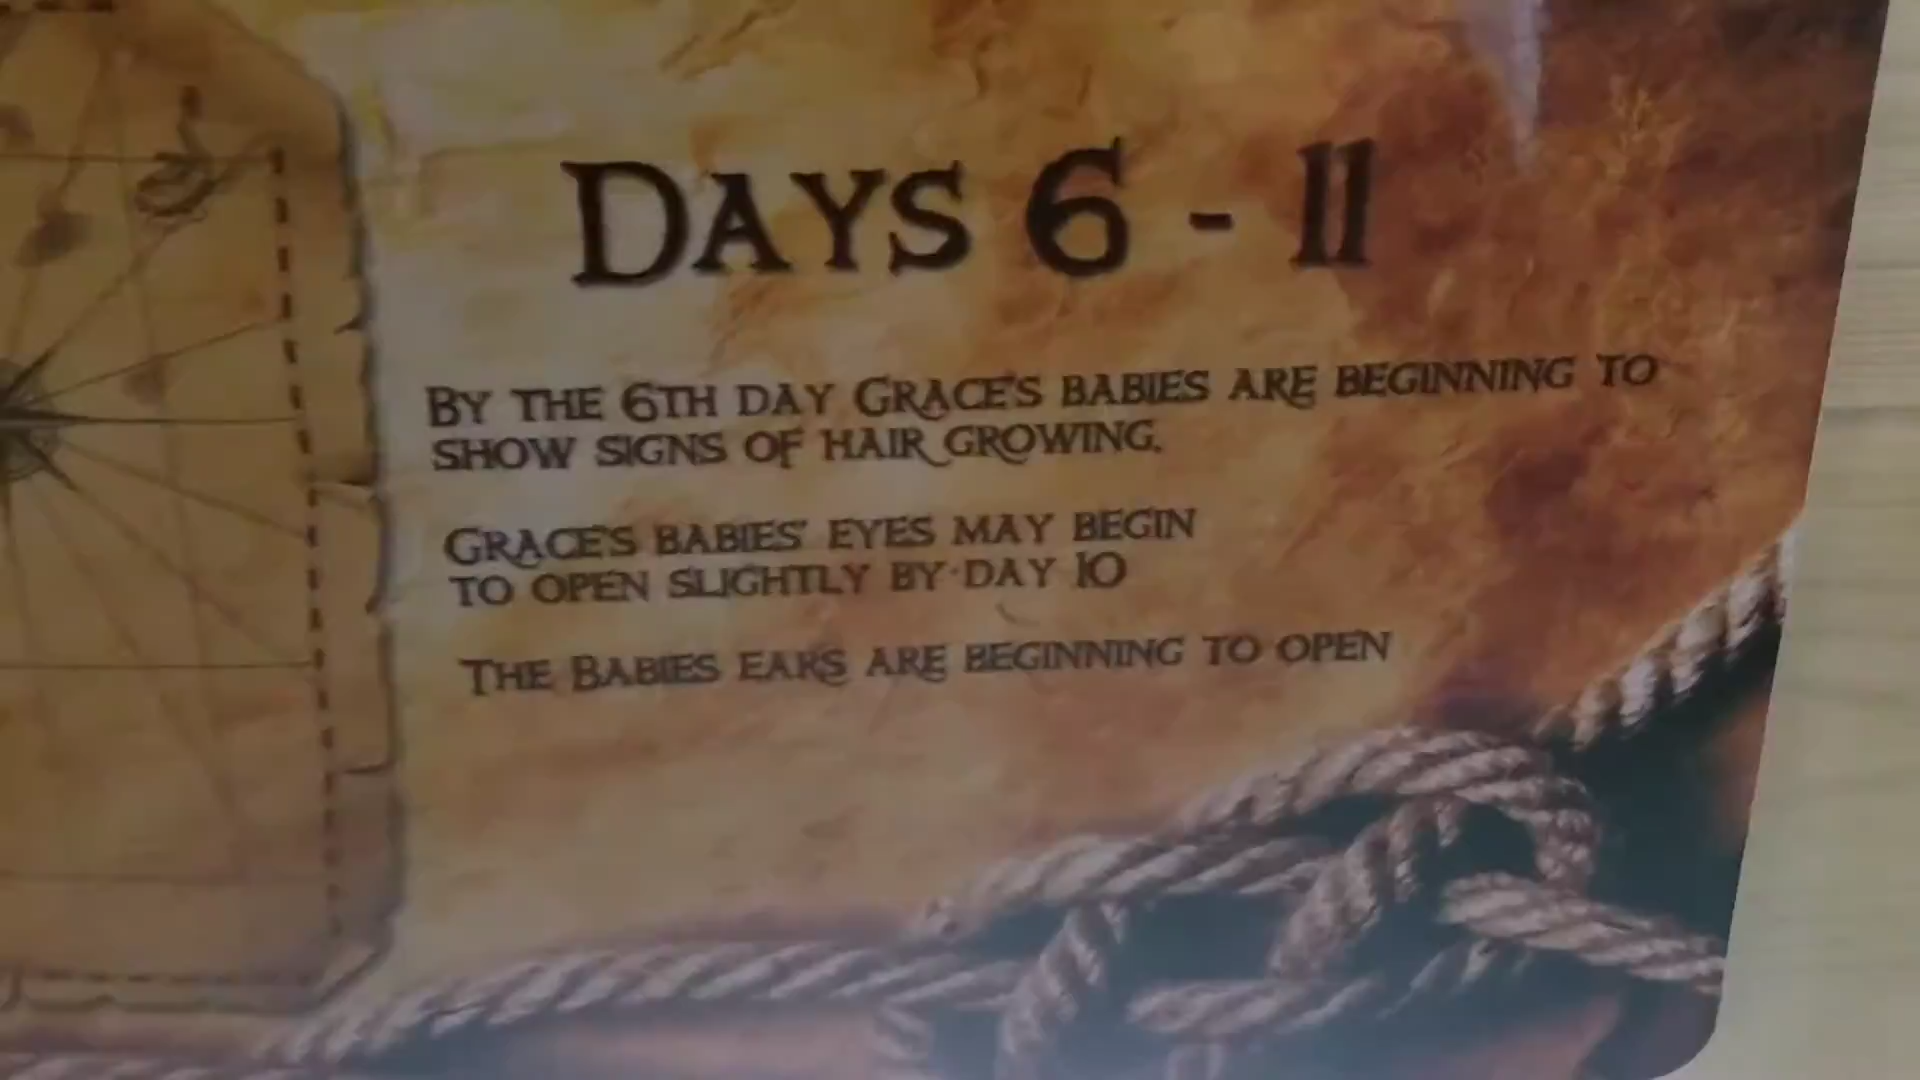 DAYS 6 - 11
BY THE 6TH DAY GRACE'S BABIES ARE BEGINNING TO
SHOW SIGNS OF HAIR GROWING.
GRACE'S BABIES' EYES MAY BEGIN
TO OPEN SLIGHTLY BY DAY 10
THE BABIES EARS ARE BEGINNING TO OPEN